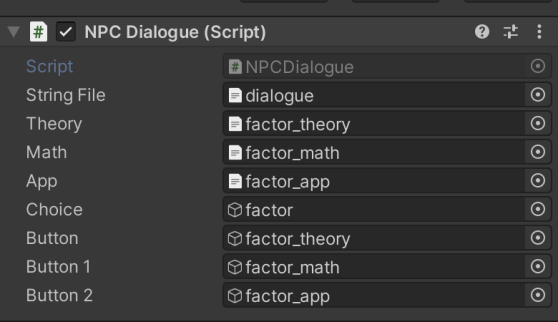 # NPC Dialogue (Script)
Script # NPCDialogue
String File dialogue
Theory factor_theory
Math factor_math
App factor_app
Choice factor
Button factor_theory
Button 1 factor_math
Button 2 factor_app